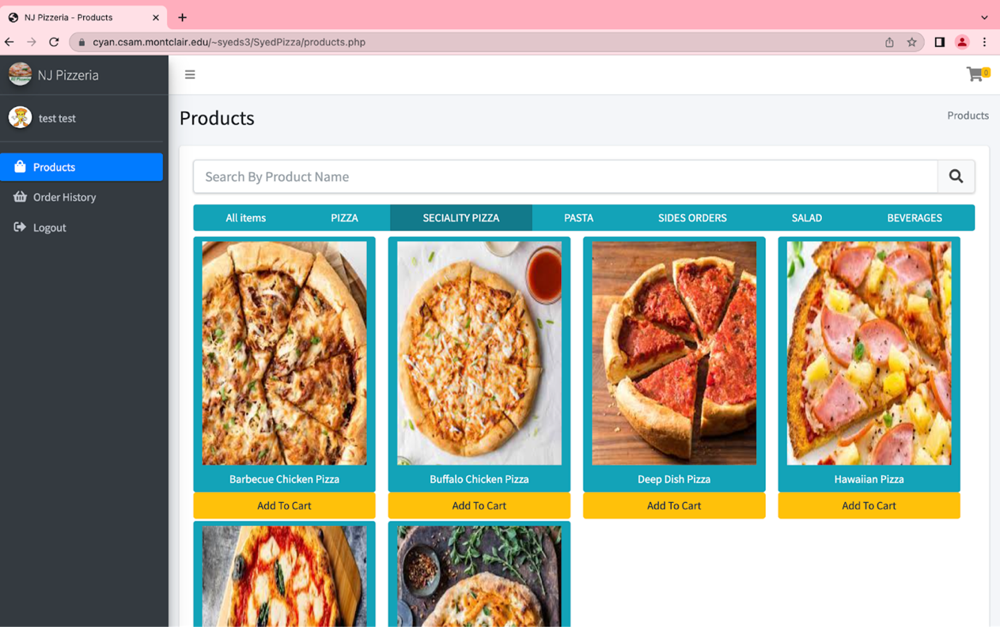 NJ Pizzeria - Products
cyan.csam.montclair.edu/~syeds3/SyedPizza/products.php
NJ Pizzeria
0
test test
Products
Products
Products
Order History
Logout
Search By Product Name
All items PIZZA SECIALITY PIZZA PASTA SIDES ORDERS SALAD BEVERAGES
Barbecue Chicken Pizza Buffalo Chicken Pizza Deep Dish Pizza Hawaiian Pizza
Add To Cart Add To Cart Add To Cart Add To Cart